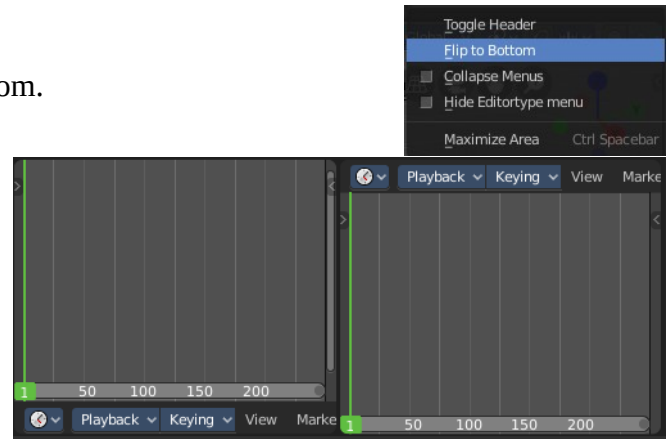 Toggle Header
Flip to Bottom
om.
Collapse Menus
Hide Editortype menu
Maximize Area Ctrl Spacebar
Playback Keying View Marke
1 50 100 150 200
Playback Keying View Marke
1 50 100 150 200